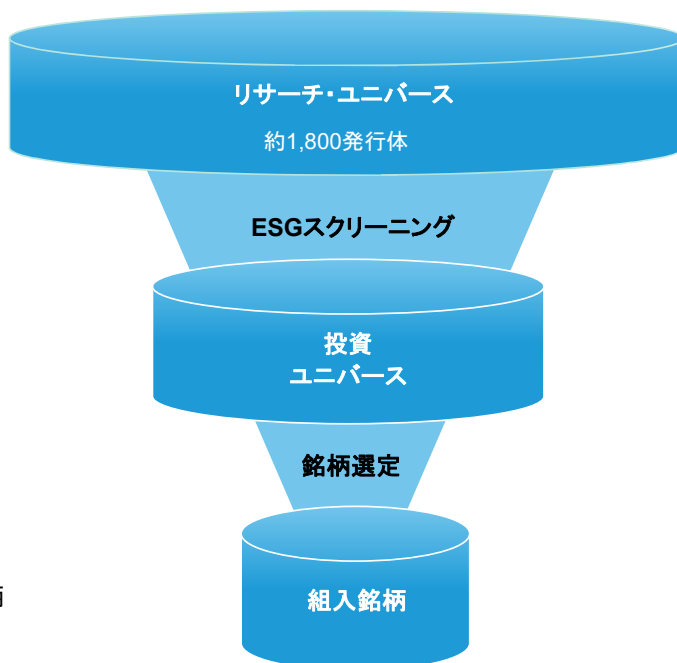 リサーチ・ユニバース
約1,800発行体
ESGスクリーニング
投資
ユニバース
銘柄選定
組入銘柄